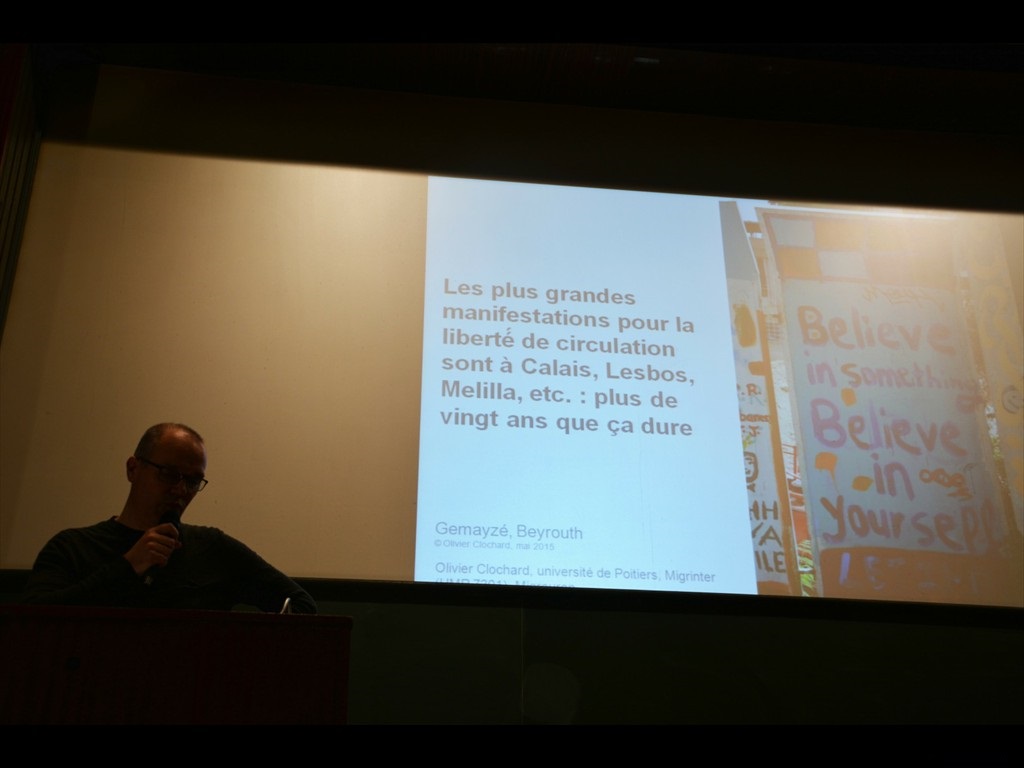 Les plus grandes
manifestations pour la
liberté de circulation
sont à Calais, Lesbos,
Melilla, etc. : plus de
vingt ans que ça dure
Gemayzé, Beyrouth
© Olivier Clochard, mai 2015
Olivier Clochard, université de Poitiers, Migrinter
Believe
in something
Believe
in
Yourself